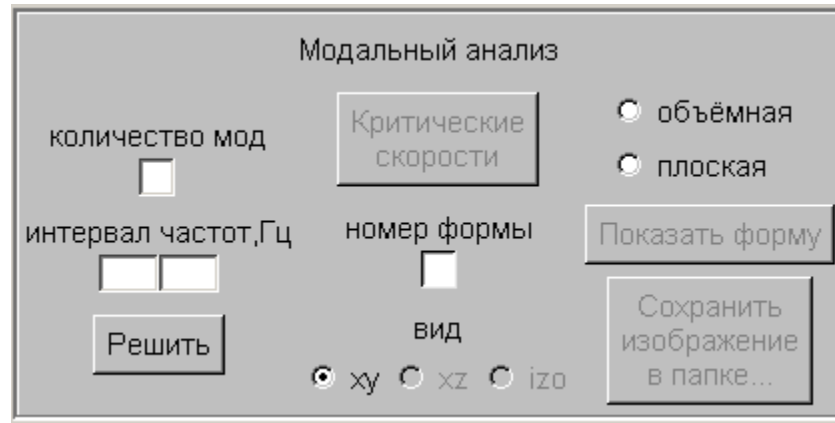 Модальный анализ
количество мод
интервал частот,Гц
Решить
Критические
скорости
номер формы
вид
xy xz izo
объёмная
плоская
Показать форму
Сохранить
изображение
в папке...